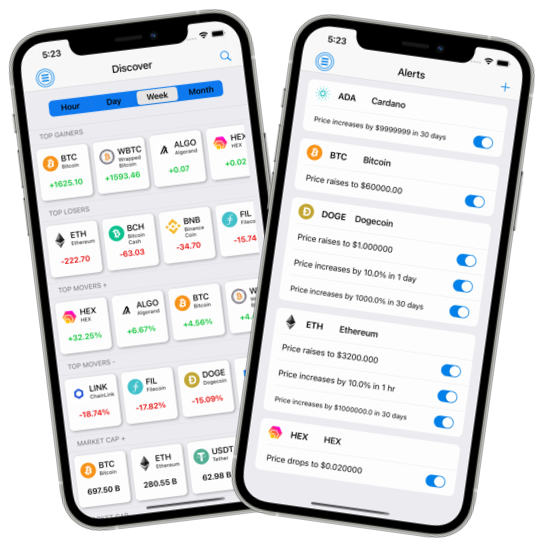 5:23
Discover
Hour Day Week Month
TOP GAINERS
BTC
Bitcoin
+1625.10
WBTC
Wrapped
Bitcoin
+1593.46
ALGO
Algorand
+0.07
HEX
HEX
+0.02
TOP LOSERS
ETH
Ethereum
-222.70
BCH
Bitcoin
Cash
-63.03
BNB
Binance
Coin
-34.70
FIL
Fileco
-15.74
TOP MOVERS +
HEX
HEX
+32.25%
ALGO
Algorand
+6.67%
BTC
Bitcoin
+4.56%
TOP MOVERS -
LINK
ChainLink
-18.74%
FIL
Filecoin
-17.82%
DOGE
Dogecoin
-15.09%
MARKET CAP +
BTC
Bitcoin
697.50 B
ETH
Ethereum
280.55 B
USDT
Tether
62.98 B
5:23
Alerts
ADA Cardano
Price increases by $9999999 in 30 days
BTC Bitcoin
Price raises to $60000.00
DOGE Dogecoin
Price raises to $1.000000
Price increases by 10.0% in 1 day
Price increases by 1000.0% in 30 days
ETH Ethereum
Price raises to $3200.000
Price increases by 10.0% in 1 hr
Price increases by $1000000.0 in 30 days
HEX HEX
Price drops to $0.020000